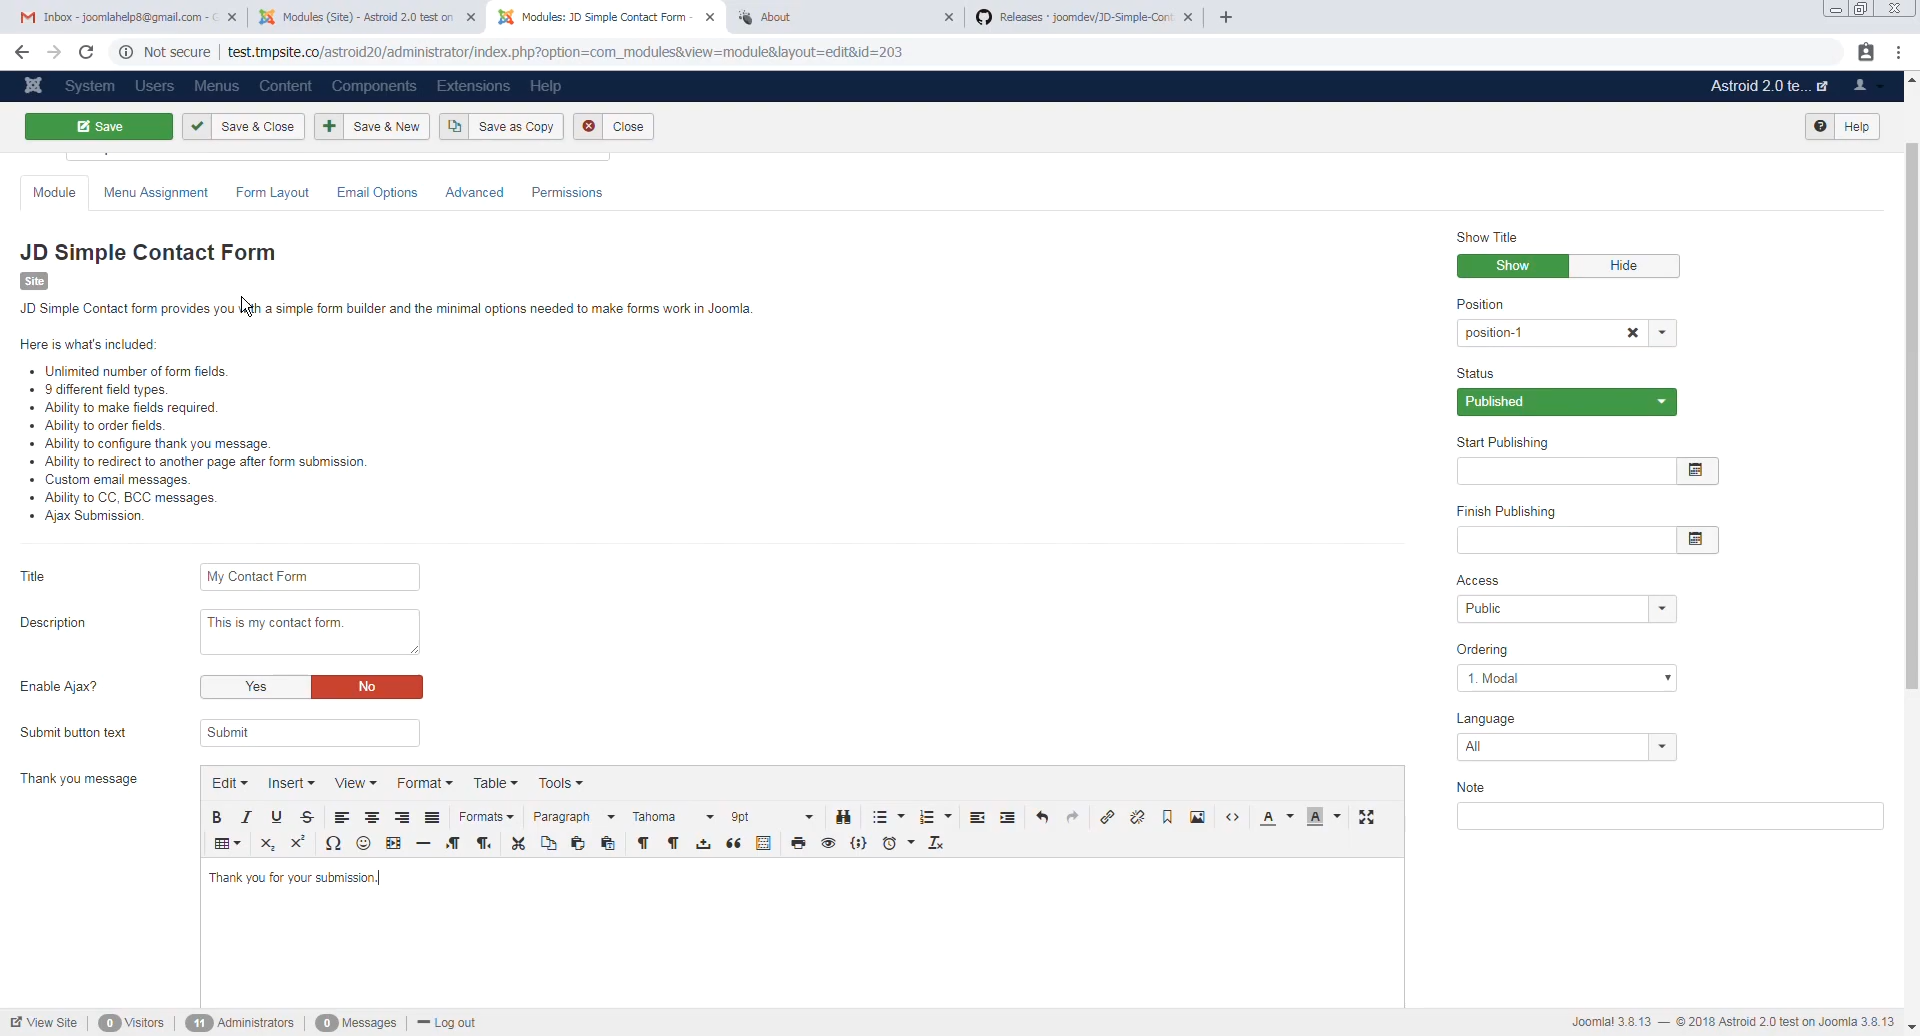 Inbox - joomlahelp8@gmail.com - G
Modules (Site) - Astroid 2.0 test on
Modules: JD Simple Contact Form -
About
Releases · joomdev/JD-Simple-Cont
Not secure
test.tmpsite.co/astroid20/administrator/index.php?option=com_modules&view=module&layout=edit&id=203
System Users Menus Content Components Extensions Help
Astroid 2.0 te...
Save
Save & Close
Save & New
Save as Copy
Close
Help
Module
Menu Assignment
Form Layout
Email Options
Advanced
Permissions
JD Simple Contact Form
Site
JD Simple Contact form provides you with a simple form builder and the minimal options needed to make forms work in Joomla.
Here is what's included:
• Unlimited number of form fields.
• 9 different field types.
• Ability to make fields required.
• Ability to order fields.
• Ability to configure thank you message.
• Ability to redirect to another page after form submission.
• Custom email messages.
• Ability to CC, BCC messages.
• Ajax Submission.
Title
My Contact Form
Description
This is my contact form.
Enable Ajax?
Yes
No
Submit button text
Submit
Thank you message
Edit Insert View Format Table Tools
B I U S Formats Paragraph Tahoma 9pt A A
Thank you for your submission.
Show Title
Show
Hide
Position
position-1
Status
Published
Start Publishing
Finish Publishing
Access
Public
Ordering
1. Modal
Language
All
Note
View Site
0 Visitors
11 Administrators
0 Messages
Log out
Joomla! 3.8.13 — © 2018 Astroid 2.0 test on Joomla 3.8.13